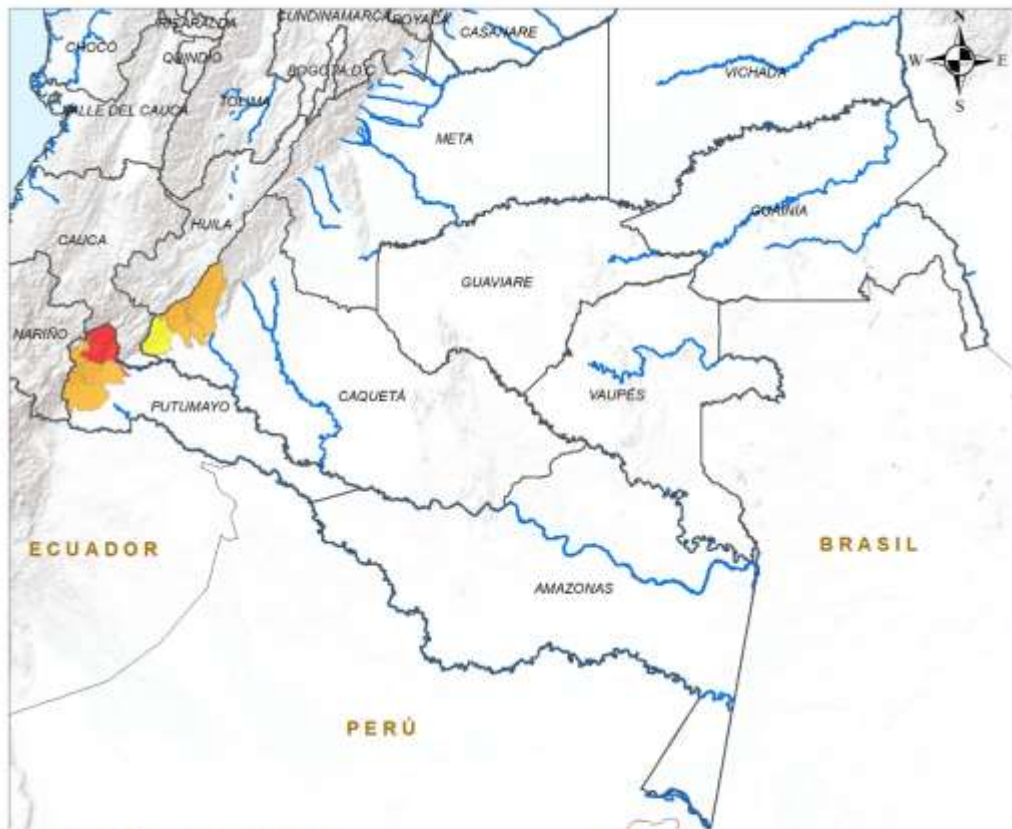 RISARALDA
CUNDINAMARCA
BOYACÁ
CASANARE
N
CHOCÓ
QUINDÍO
BOGOTA D.C.
VICHADA
W
E
S
VALLE DEL CAUCA
TOLIMA
META
GUAINÍA
HUILA
CAUCA
GUAVIARE
NARIÑO
CAQUETÁ
VAUPÉS
PUTUMAYO
ECUADOR
BRASIL
AMAZONAS
PERÚ